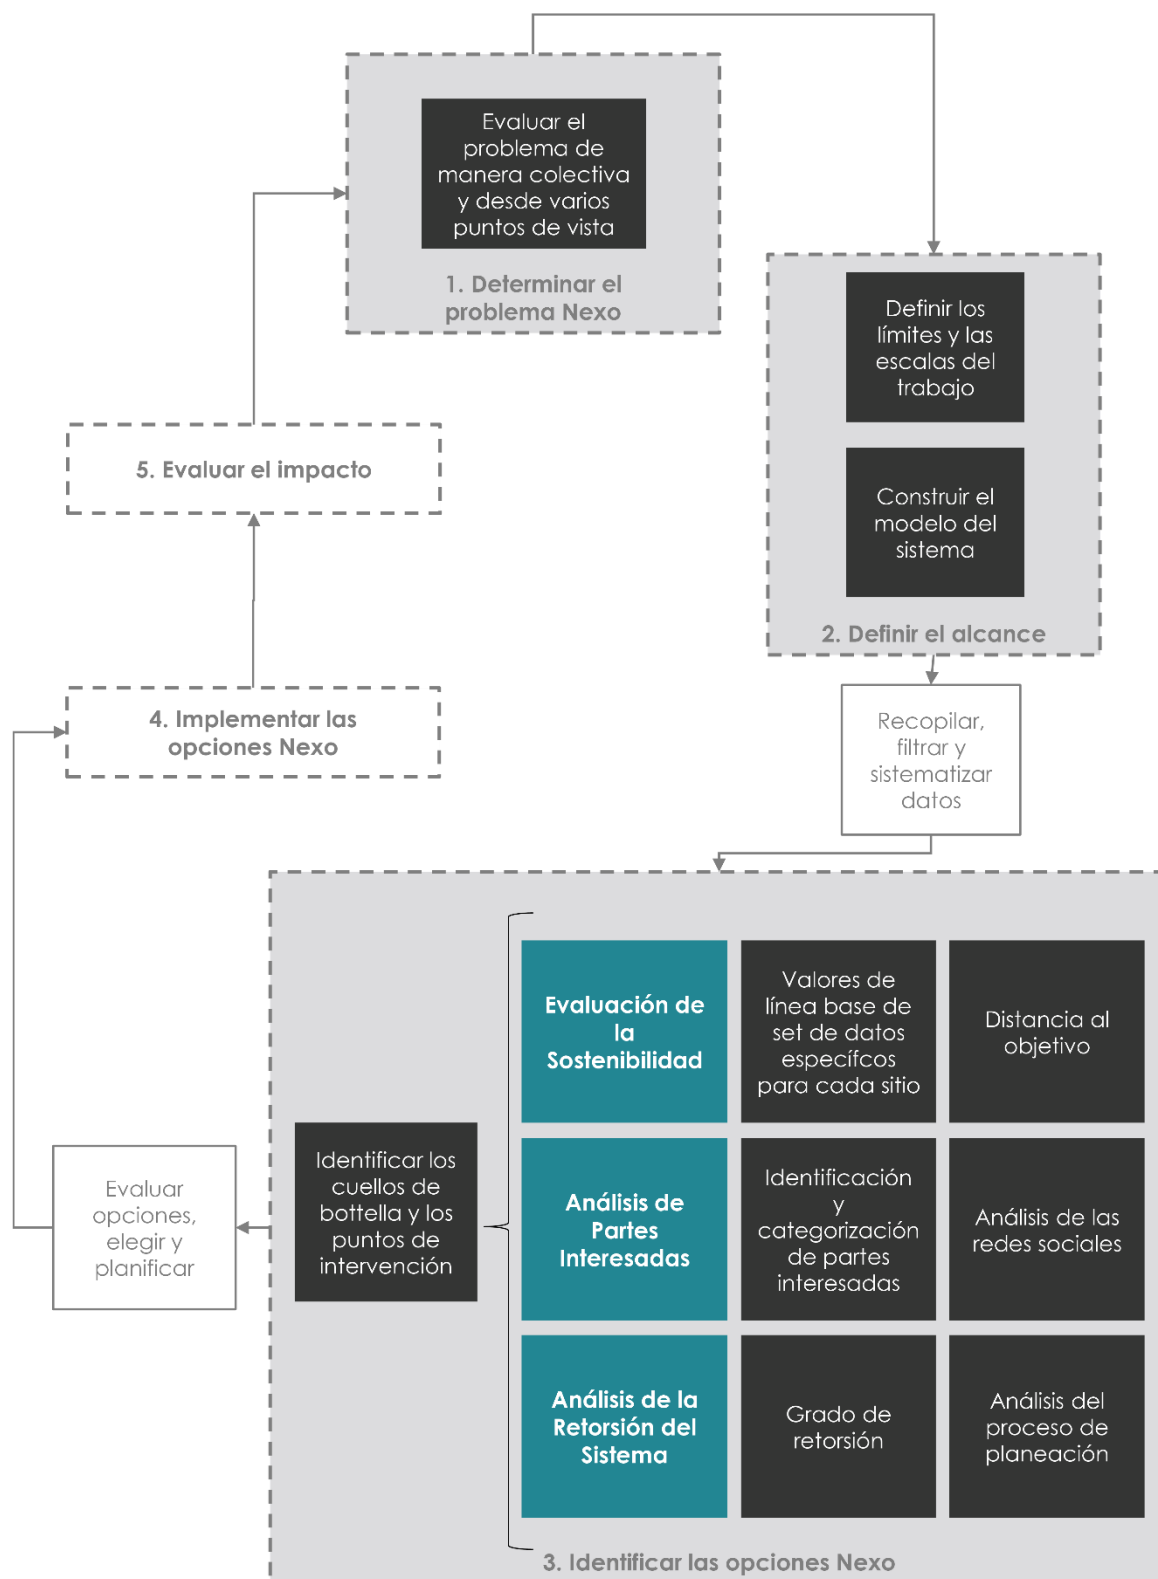 Evaluar el
problema de
manera colectiva
y desde varios
puntos de vista
1. Determinar el
problema Nexo
Definir los
límites y las
escalas del
trabajo
Construir el
modelo del
sistema
2. Definir el alcance
5. Evaluar el impacto
4. Implementar las
opciones Nexo
Recopilar,
filtrar y
sistematizar
datos
Evaluación de
la
Sostenibilidad
Valores de
línea base de
set de datos
específcos
para cada sitio
Distancia al
objetivo
Evaluar
opciones,
elegir y
planificar
Identificar los
cuellos de
bottella y los
puntos de
intervención
Análisis de
Partes
Interesadas
Identificación
y
categorización
de partes
interesadas
Análisis de las
redes sociales
Análisis de la
Retorsión del
Sistema
Grado de
retorsión
Análisis del
proceso de
planeación
3. Identificar las opciones Nexo